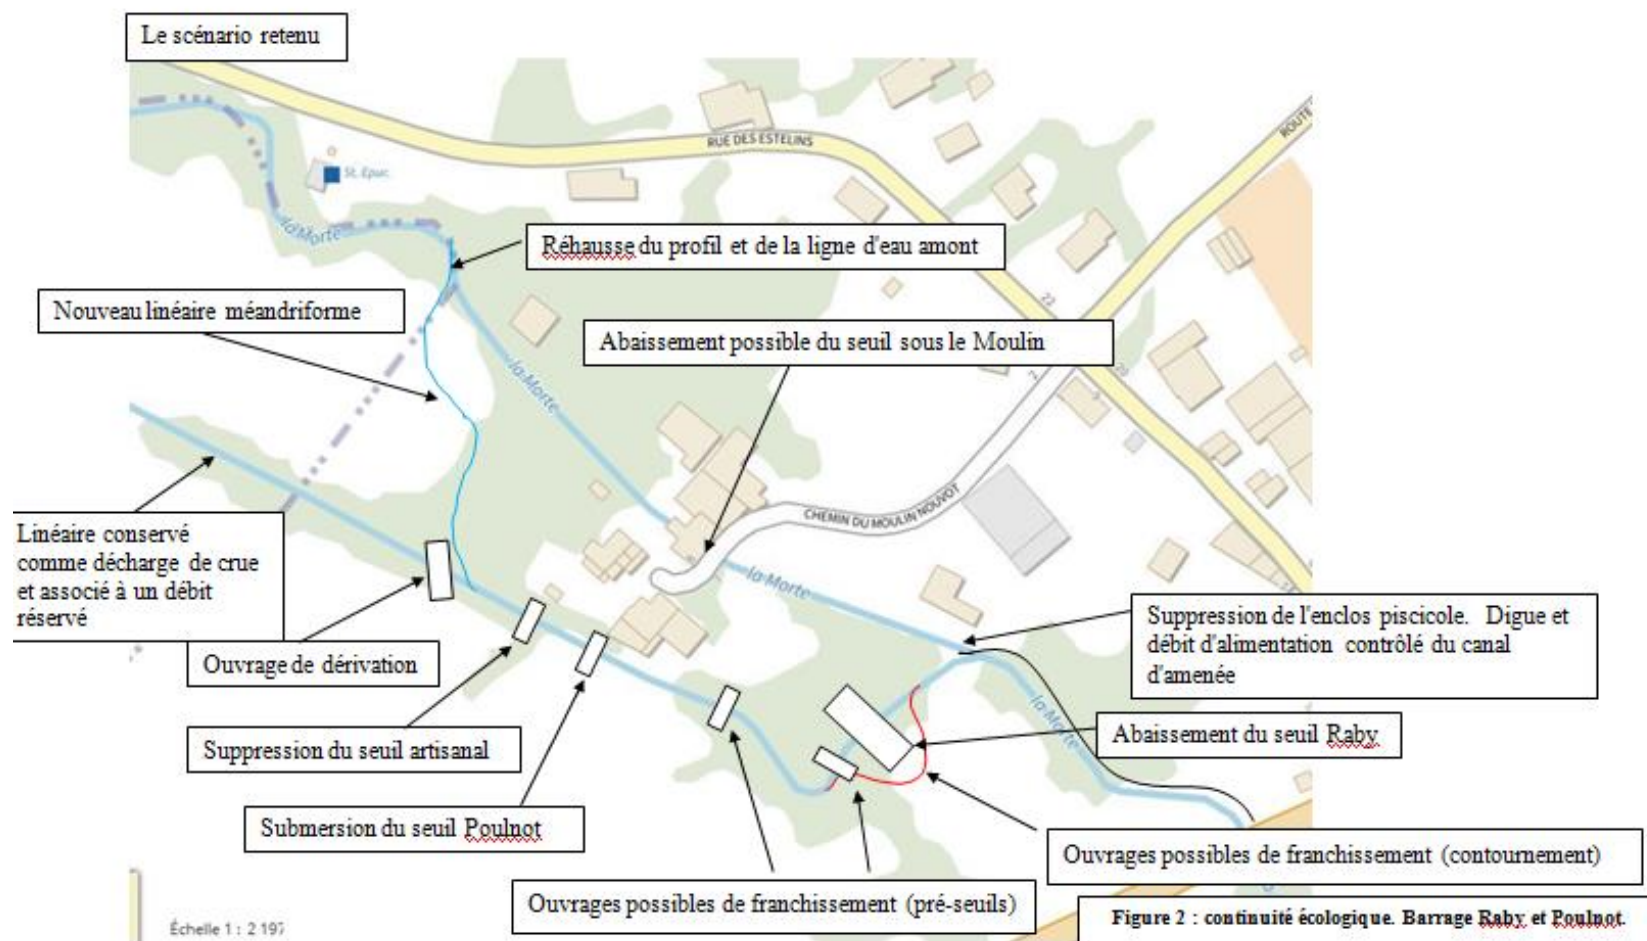 Le scénario retenu
RUE DES ESTELINS
ROUTE
St. Epur.
la Morte
Réhausse du profil et de la ligne d'eau amont
Nouveau linéaire méandriforme
22
Abaissement possible du seuil sous le Moulin
20
la Morte
CHEMIN DU MOULIN NOUVOT
Linéaire conservé
comme décharge de crue
et associé à un débit
réservé
la Morte
Suppression de l'enclos piscicole. Digue et
débit d'alimentation contrôlé du canal
d'amenée
Ouvrage de dérivation
la Morte
Abaissement du seuil Raby
Suppression du seuil artisanal
Submersion du seuil Poulnot
Ouvrages possibles de franchissement (contournement)
Ouvrages possibles de franchissement (pré-seuils)
Figure 2 : continuité écologique. Barrage Raby et Poulnot.
Échelle 1 : 2 197